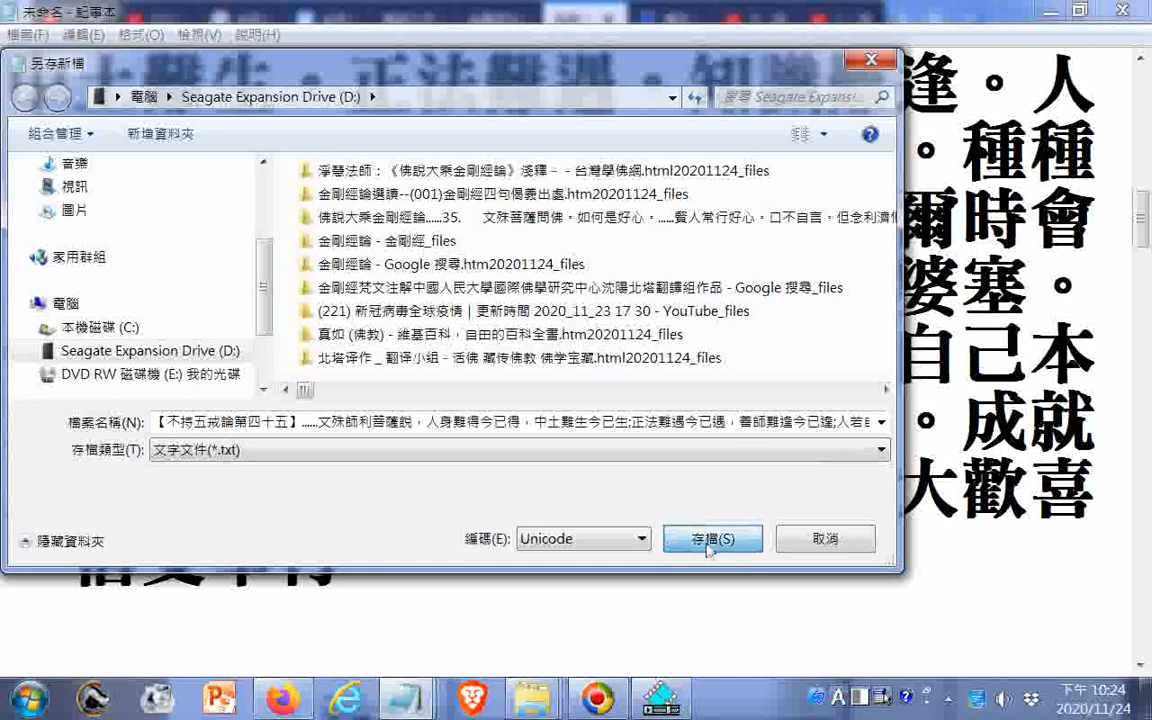 未命名 - 記事本
檔案(F) 編輯(E) 格式(O) 檢視(V) 說明(H)
另存新檔
電腦 Seagate Expansion Drive (D:)
搜尋 Seagate Expansi...
組合管理 新增資料夾
音樂
視訊
圖片
家用群組
電腦
本機磁碟 (C:)
Seagate Expansion Drive (D:)
DVD RW 磁碟機 (E:) 我的光碟
淨慧法師：《佛說大乘金剛經論》淺釋 - - 台灣學佛網.html20201124_files
金剛經論選讀--(001)金剛經四句偈義出處.htm20201124_files
佛說大乘金剛經論......35. 文殊菩薩問佛。如何是好心。......賢人常行好心。口不自言。但念利濟
金剛經論 - 金剛經_files
金剛經論 - Google 搜尋.htm20201124_files
金剛經梵文注解中國人民大學國際佛學研究中心沈陽北塔翻譯組作品 - Google 搜尋_files
(221) 新冠病毒全球疫情 | 更新時間 2020_11_23 17 30 - YouTube_files
真如 (佛教) - 維基百科，自由的百科全書.htm20201124_files
北塔译作 _ 翻译小组 - 活佛 藏传佛教 佛学宝藏.html20201124_files
檔案名稱(N): 【不持五戒論第四十五】......文殊師利菩薩說，人身難得今已得，中土難生今已生;正法難遇今已遇，善師難逢今已逢;人若
存檔類型(T): 文字文件(*.txt)
隱藏資料夾
編碼(E): Unicode 存檔(S) 取消
逢。人
。種種
爾時會
婆塞。
自己本
。成就
大歡喜
下午 10:24
2020/11/24